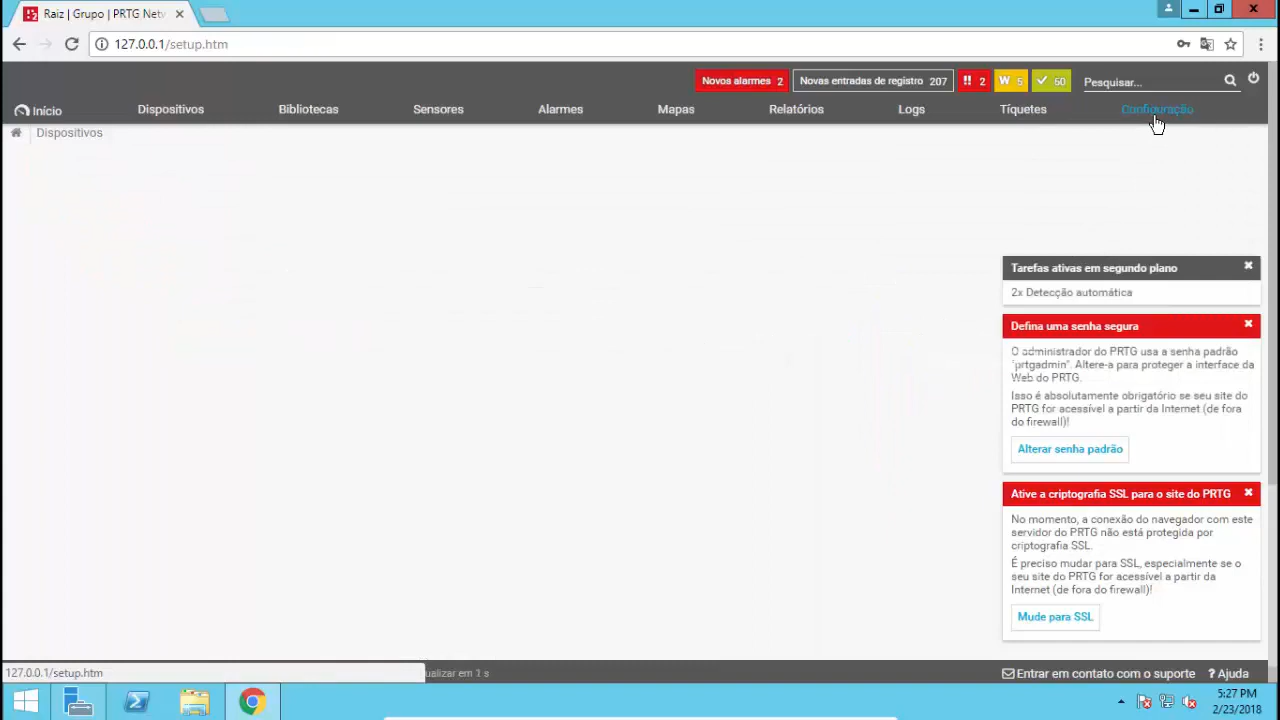 Raiz | Grupo | PRTG Netw
127.0.0.1/setup.htm
Novos alarmes 2
Novas entradas de registro 207
!! 2
W 5
60
Pesquisar...
Início
Dispositivos
Bibliotecas
Sensores
Alarmes
Mapas
Relatórios
Logs
Tíquetes
Configuração
Dispositivos
Tarefas ativas em segundo plano
2x Detecção automática
Defina uma senha segura
O administrador do PRTG usa a senha padrão
"prtgadmin". Altere-a para proteger a interface da
Web do PRTG.
Isso é absolutamente obrigatório se seu site do
PRTG for acessível a partir da Internet (de fora
do firewall)!
Alterar senha padrão
Ative a criptografia SSL para o site do PRTG
No momento, a conexão do navegador com este
servidor do PRTG não está protegida por
criptografia SSL.
É preciso mudar para SSL, especialmente se o
seu site do PRTG for acessível a partir da
Internet (de fora do firewall)!
Mude para SSL
127.0.0.1/setup.htm
ualizar em 1 s
Entrar em contato com o suporte
? Ajuda
5:27 PM
2/23/2018